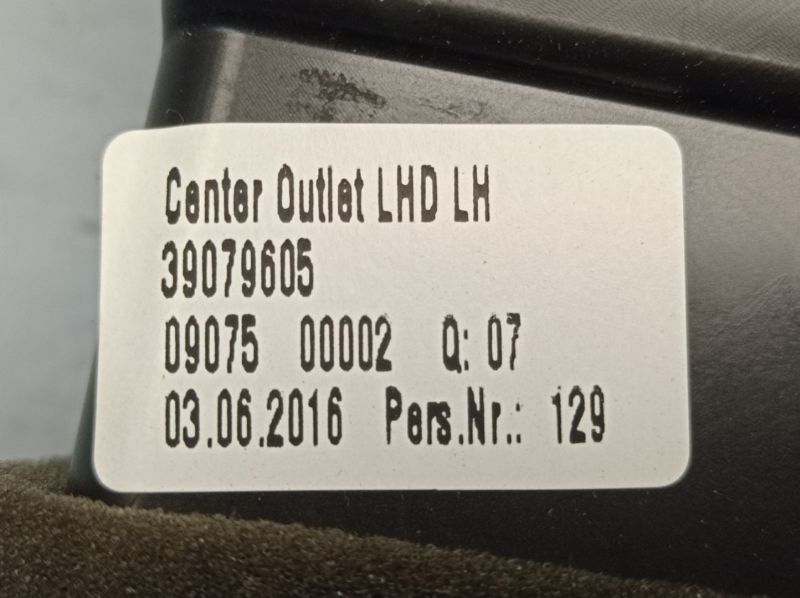 Center Outlet LHD LH
39079605
09075 00002 Q: 07
03.06.2016 Pers.Nr.: 129